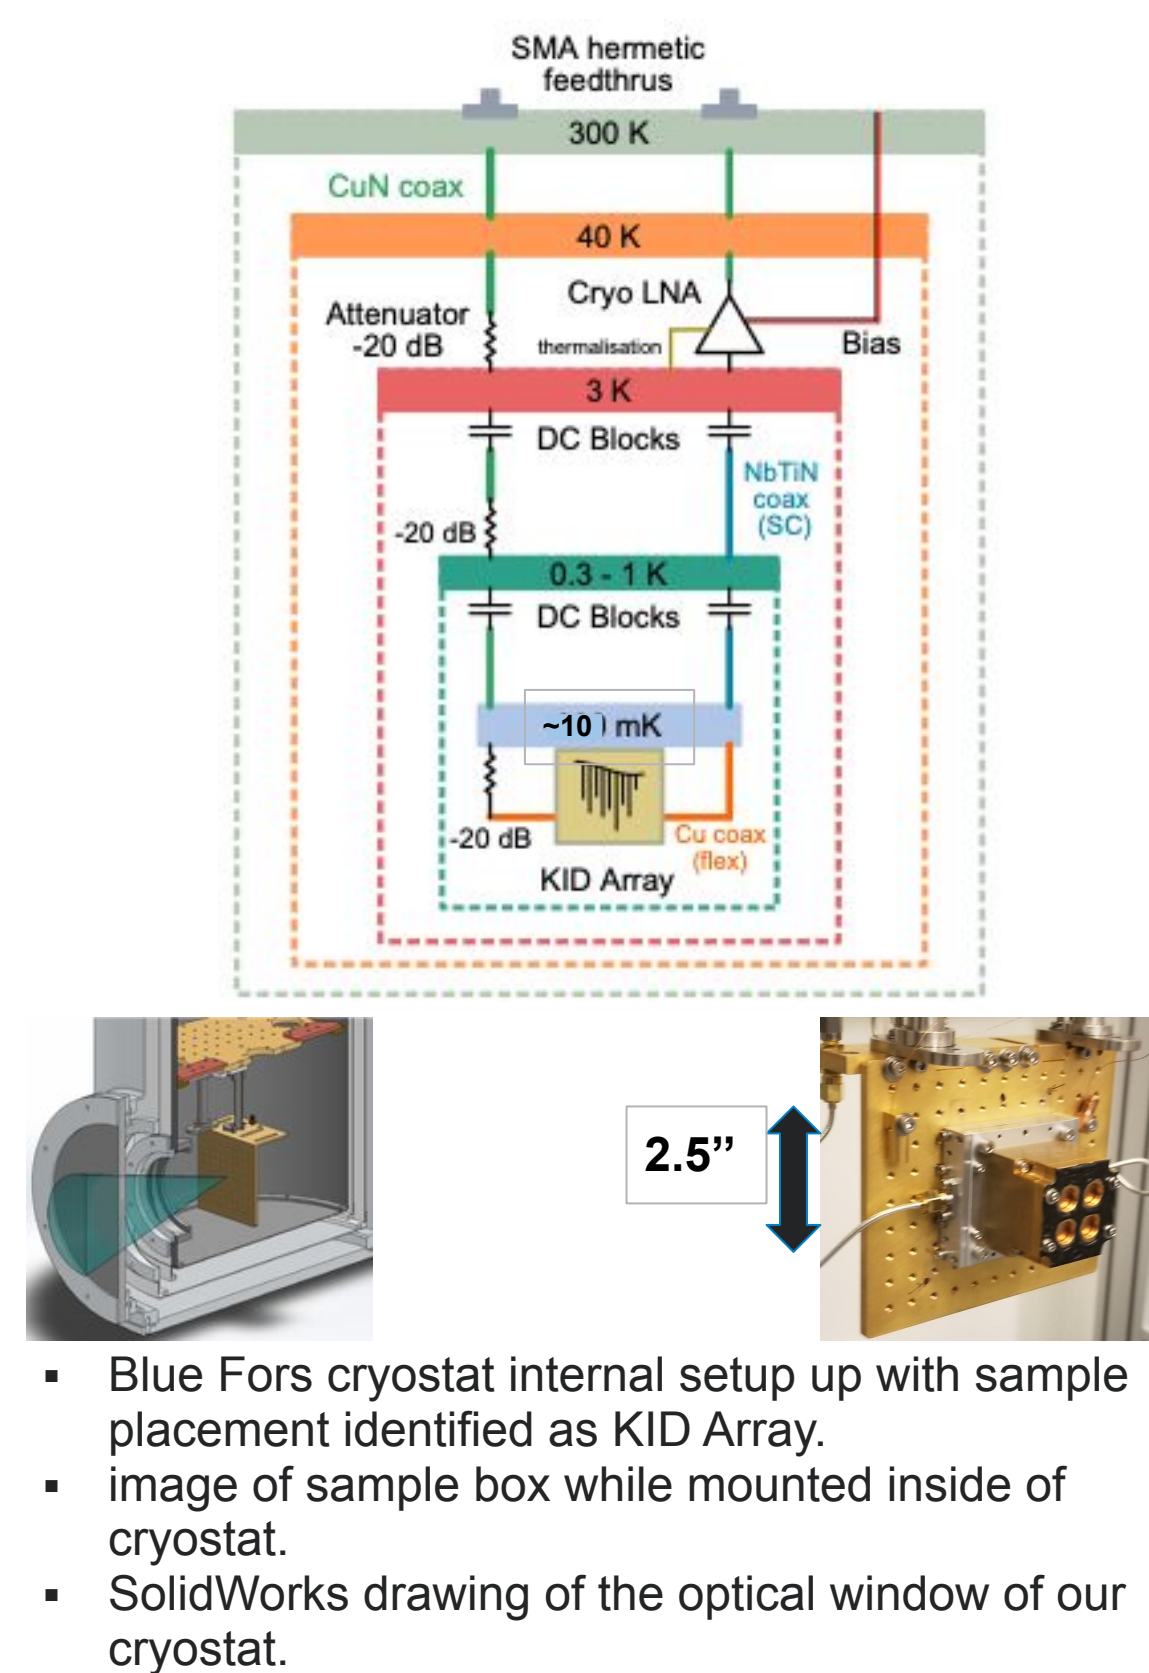 SMA hermetic
feedthrus
300 K
CuN coax
40 K
Cryo LNA
Attenuator
-20 dB
thermalisation
Bias
3 K
DC Blocks
NbTiN
coax
(SC)
-20 dB
0.3 - 1 K
DC Blocks
~10 mK
-20 dB
Cu coax
(flex)
KID Array
2.5”
▪ Blue Fors cryostat internal setup up with sample
placement identified as KID Array.
▪ image of sample box while mounted inside of
cryostat.
▪ SolidWorks drawing of the optical window of our
cryostat.